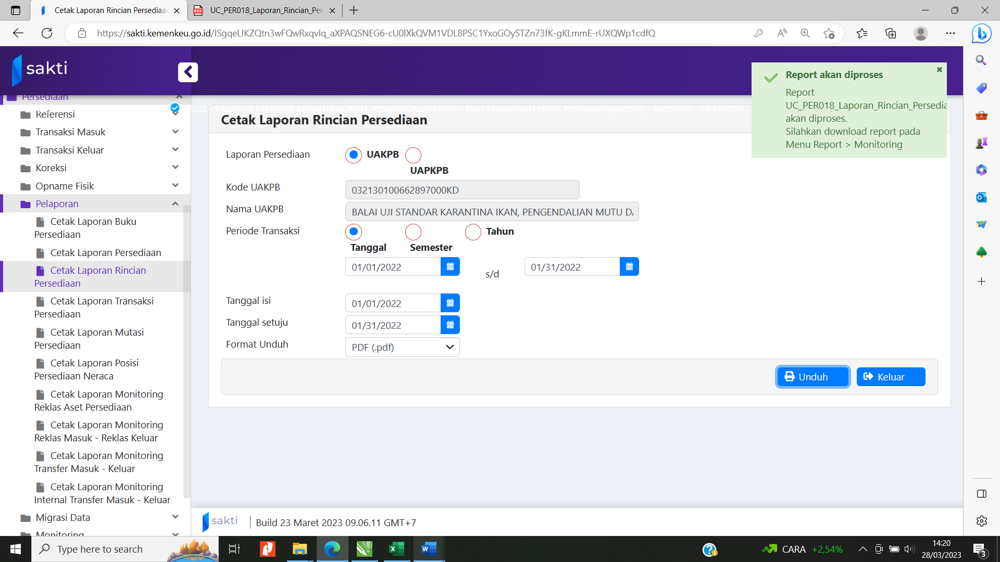 Cetak Laporan Rincian Persediaan
UC_PER018_Laporan_Rincian_Per
https://sakti.kemenkeu.go.id/ISgqeLIKZQtn3wFQwRxqvIq_aXPAQSNEG6-cU0lXkQVM1VDL8PSC1YxoGOySTZn73fK-gKLmmE-rUXQWp1cdfQ
sakti
Persediaan
Referensi
Transaksi Masuk
Transaksi Keluar
Koreksi
Opname Fisik
Pelaporan
Cetak Laporan Buku
Persediaan
Cetak Laporan Persediaan
Cetak Laporan Rincian
Persediaan
Cetak Laporan Transaksi
Persediaan
Cetak Laporan Mutasi
Persediaan
Cetak Laporan Posisi
Persediaan Neraca
Cetak Laporan Monitoring
Reklas Aset Persediaan
Cetak Laporan Monitoring
Reklas Masuk - Reklas Keluar
Cetak Laporan Monitoring
Transfer Masuk - Keluar
Cetak Laporan Monitoring
Internal Transfer Masuk - Keluar
Migrasi Data
Monitoring
2022 - BALAI UJI STANDAR KARANTINA IKAN, PENGENDALIAN MUTU DAN KEAMANAN HASIL PERIKANAN(662897) - 66289700 - OPERATOR -
Cetak Laporan Rincian Persediaan
Report akan diproses
Report
UC_PER018_Laporan_Rincian_Persedia
akan diproses.
Silahkan download report pada
Menu Report > Monitoring
Laporan Persediaan
UAKPB
UAPKPB
Kode UAKPB
032130100662897000KD
Nama UAKPB
BALAI UJI STANDAR KARANTINA IKAN, PENGENDALIAN MUTU DA
Periode Transaksi
Tanggal
Semester
Tahun
01/01/2022
s/d
01/31/2022
Tanggal isi
01/01/2022
Tanggal setuju
01/31/2022
Format Unduh
PDF (.pdf)
Unduh
Keluar
sakti
Build 23 Maret 2023 09.06.11 GMT+7
Type here to search
CARA +2,54%
14:20
28/03/2023
3